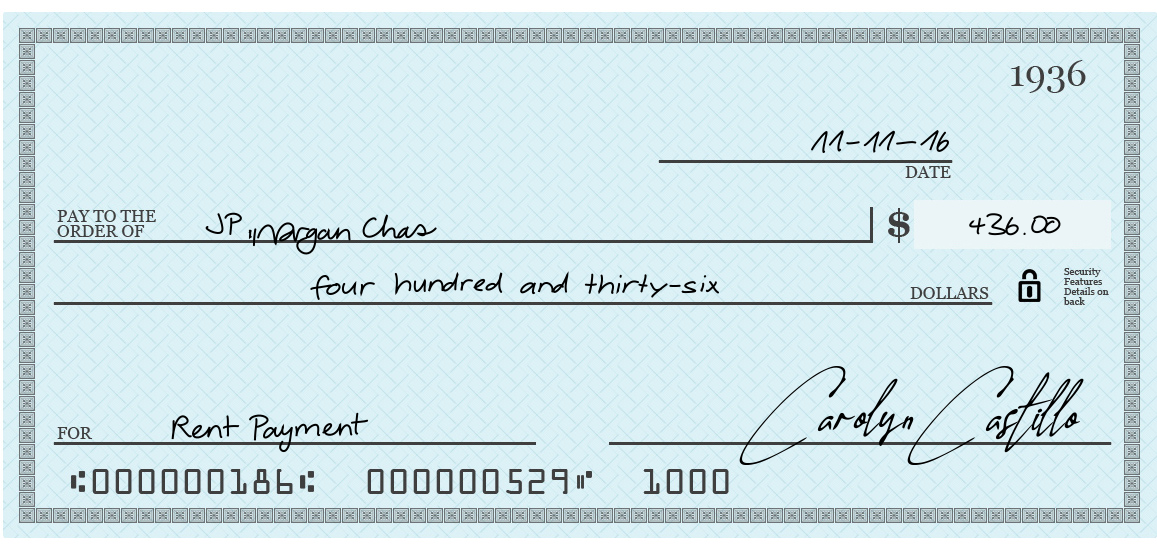 1936
11-11-16
DATE
PAY TO THE
ORDER OF JP Morgan Chas $ 436.00
four hundred and thirty-six DOLLARS
Security
Features
Details on
back
FOR Rent Payment Carolyn Castillo
⑆000000186⑆ 000000529⑈ 1000